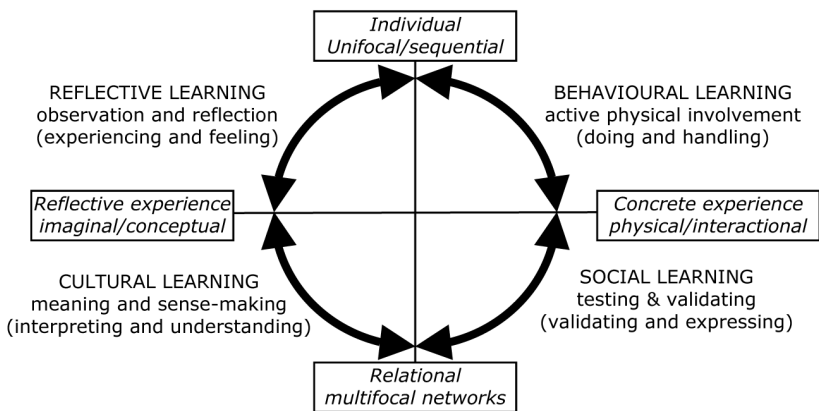 Individual
Unifocal/sequential
REFLECTIVE LEARNING
observation and reflection
(experiencing and feeling)
BEHAVIOURAL LEARNING
active physical involvement
(doing and handling)
Reflective experience
imaginal/conceptual
Concrete experience
physical/interactional
CULTURAL LEARNING
meaning and sense-making
(interpreting and understanding)
SOCIAL LEARNING
testing & validating
(validating and expressing)
Relational
multifocal networks